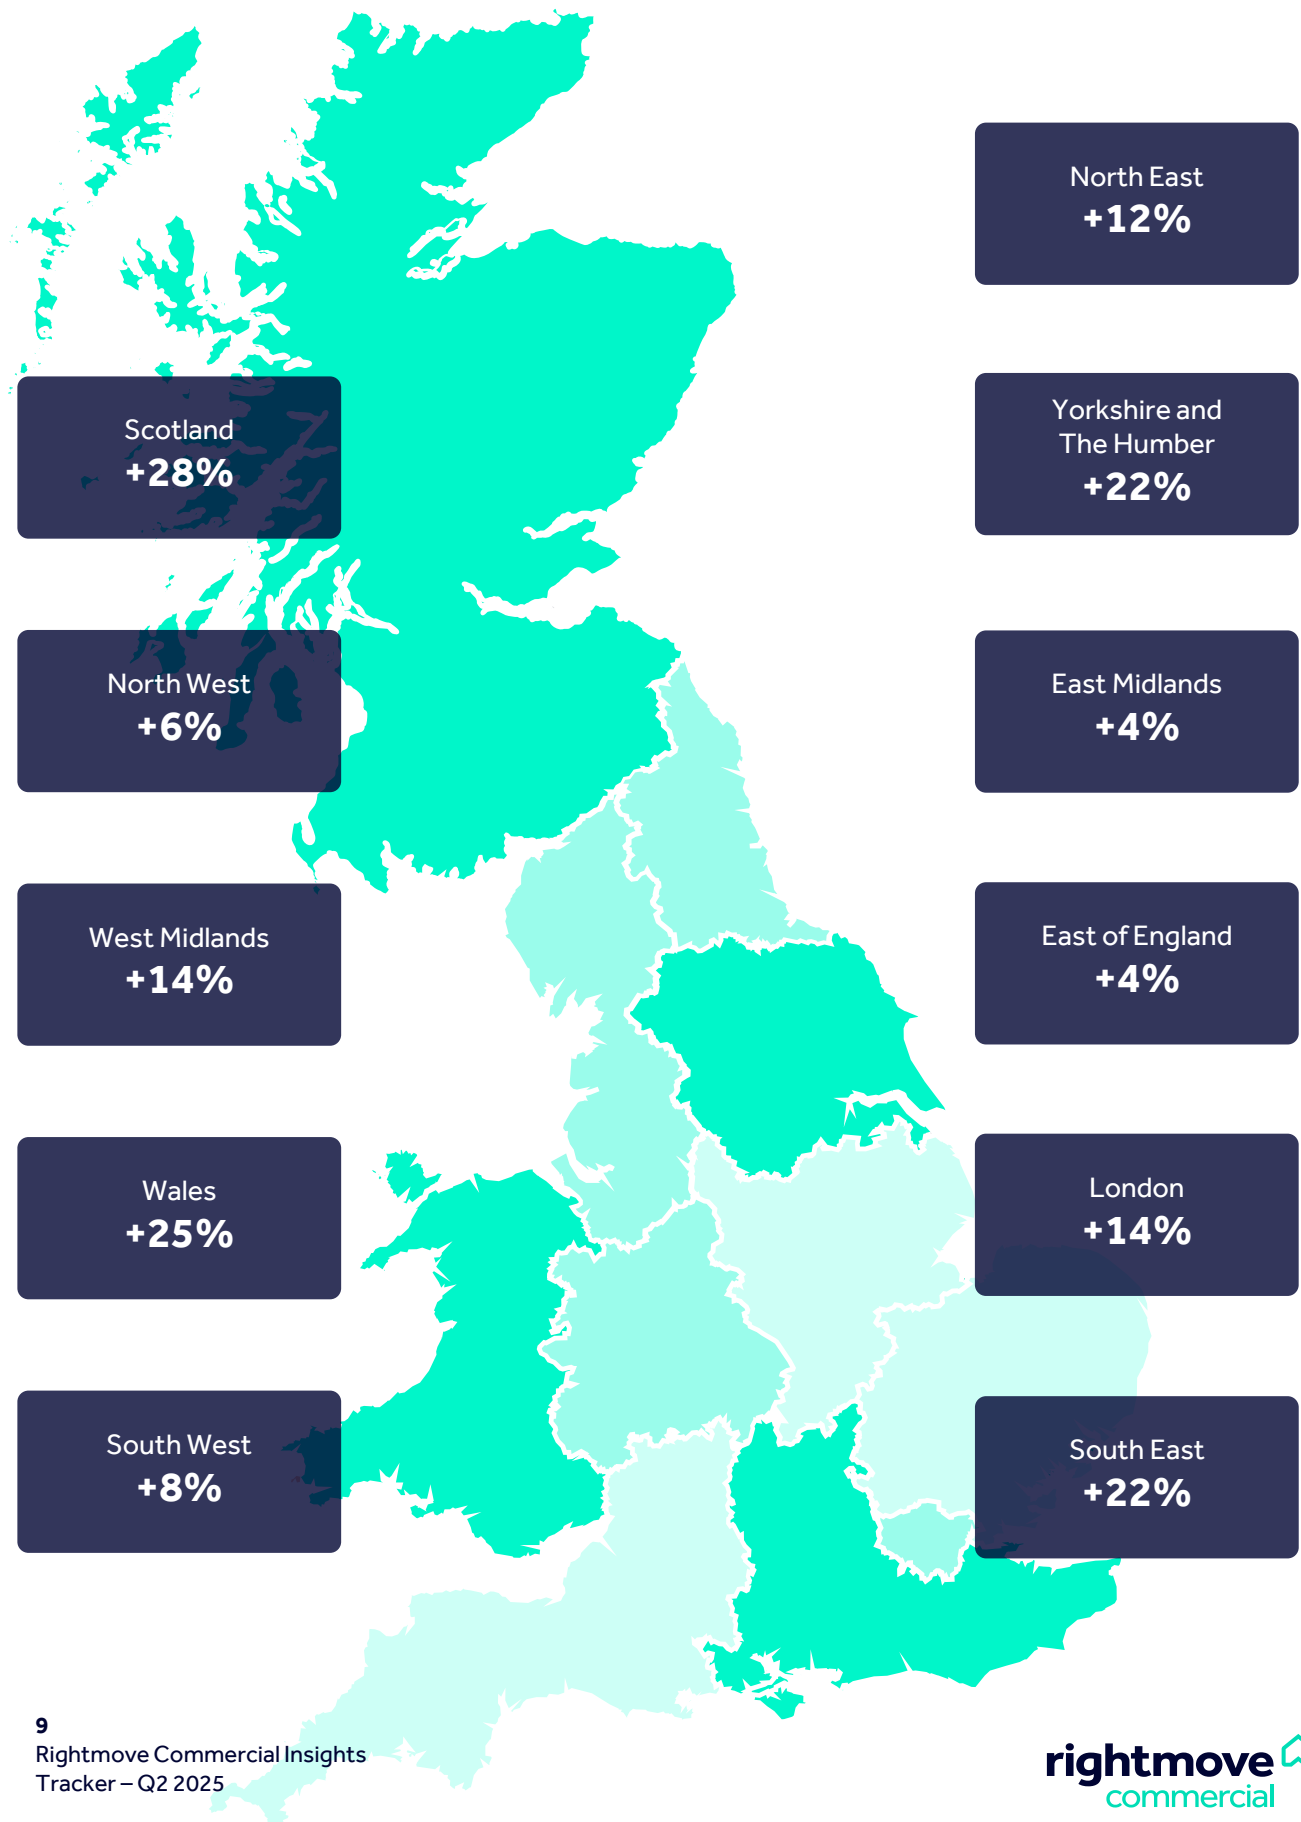 North East
+12%
Scotland
+28%
Yorkshire and
The Humber
+22%
North West
+6%
East Midlands
+4%
West Midlands
+14%
East of England
+4%
Wales
+25%
London
+14%
South West
+8%
South East
+22%
9
Rightmove Commercial Insights
Tracker – Q2 2025
rightmove
commercial